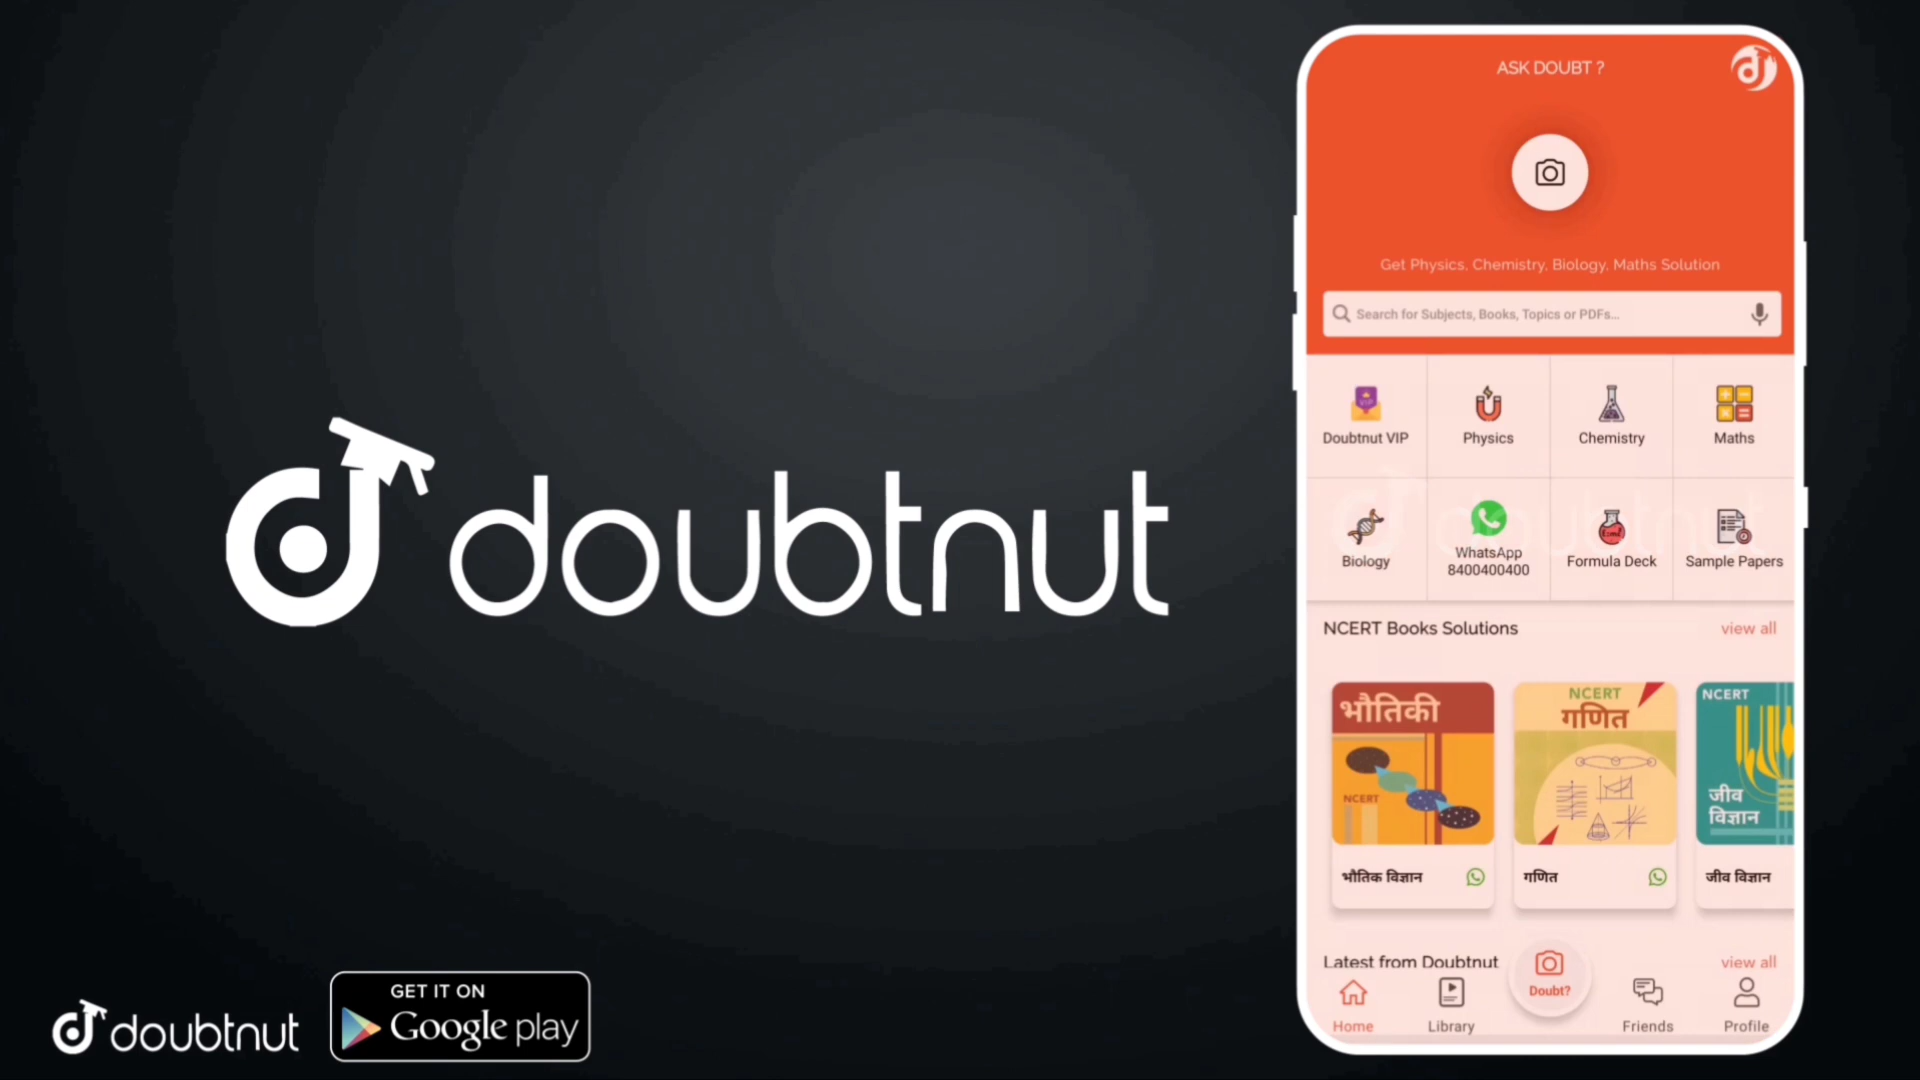 doubtnut
doubtnut
GET IT ON
Google play
ASK DOUBT ?
Get Physics, Chemistry, Biology, Maths Solution
Search for Subjects, Books, Topics or PDFs...
VIP
Doubtnut VIP
Physics
Chemistry
Maths
Biology
WhatsApp
8400400400
Formula Deck
Sample Papers
doubtnut
NCERT Books Solutions
view all
भौतिकी
NCERT
NCERT
गणित
NCERT
जीव
विज्ञान
भौतिक विज्ञान
गणित
जीव विज्ञान
Latest from Doubtnut
view all
Doubt?
Home
Library
Friends
Profile